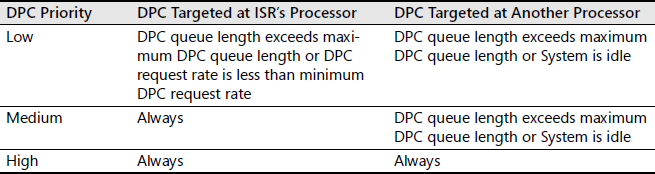 DPC Priority DPC Targeted at ISR's Processor DPC Targeted at Another Processor
Low DPC queue length exceeds maxi- DPC queue length exceeds maximum
mum DPC queue length or DPC DPC queue length or System is idle
request rate is less than minimum
DPC request rate
Medium Always DPC queue length exceeds maximum
DPC queue length or System is idle
High Always Always